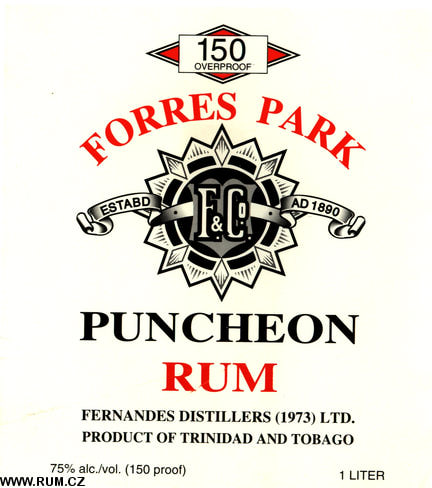 150
OVERPROOF
FORRES PARK
ESTABD AD 1890
F&Co.
PUNCHEON
RUM
FERNANDES DISTILLERS (1973) LTD.
PRODUCT OF TRINIDAD AND TOBAGO
75% alc./vol. (150 proof) 1 LITER
WWW.RUM.CZ